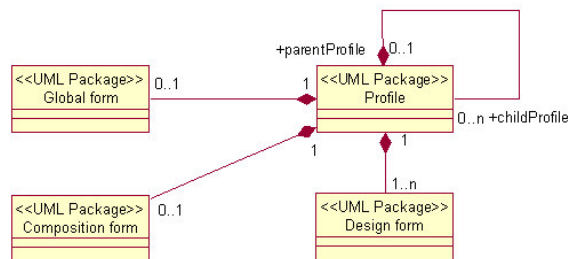 +parentProfile 0..1
<<UML Package>>
Global form
0..1
1
<<UML Package>>
Profile
0..n +childProfile
1
1
0..1
1..n
<<UML Package>>
Composition form
<<UML Package>>
Design form